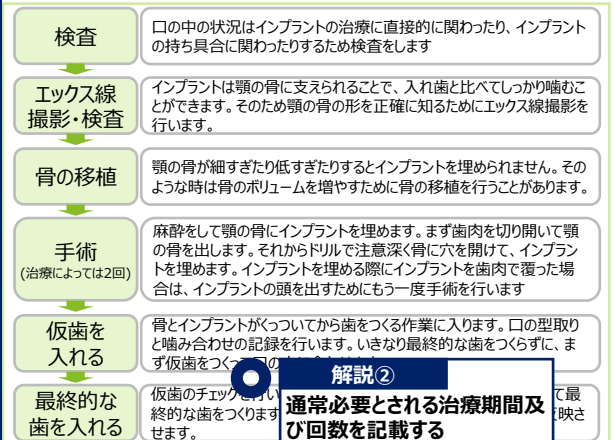 検査
口の中の状況はインプラントの治療に直接的に関わったり、インプラント
の持ち具合に関わったりするため検査をします
エックス線
撮影・検査
インプラントは顎の骨に支えられることで、入れ歯と比べてしっかり噛むこ
とができます。そのため顎の骨の形を正確に知るためにエックス線撮影を
行います。
骨の移植
顎の骨が細すぎたり低すぎたりするとインプラントを埋められません。その
ような時は骨のボリュームを増やすために骨の移植を行うことがあります。
手術
(治療によっては2回)
麻酔をして顎の骨にインプラントを埋めます。まず歯肉を切り開いて顎
の骨を出します。それからドリルで注意深く骨に穴を開けて、インプラン
トを埋めます。インプラントを埋める際にインプラントを歯肉で覆った場
合は、インプラントの頭を出すためにもう一度手術を行います
仮歯を
入れる
骨とインプラントがくっついてから歯をつくる作業に入ります。口の型取り
と噛み合わせの記録を行います。いきなり最終的な歯をつくらずに、ま
ず仮歯をつくって口の
最終的な
歯を入れる
仮歯のチェックを行い て最
終的な歯をつくります 反映さ
せます。
解説②
通常必要とされる治療期間及
び回数を記載する